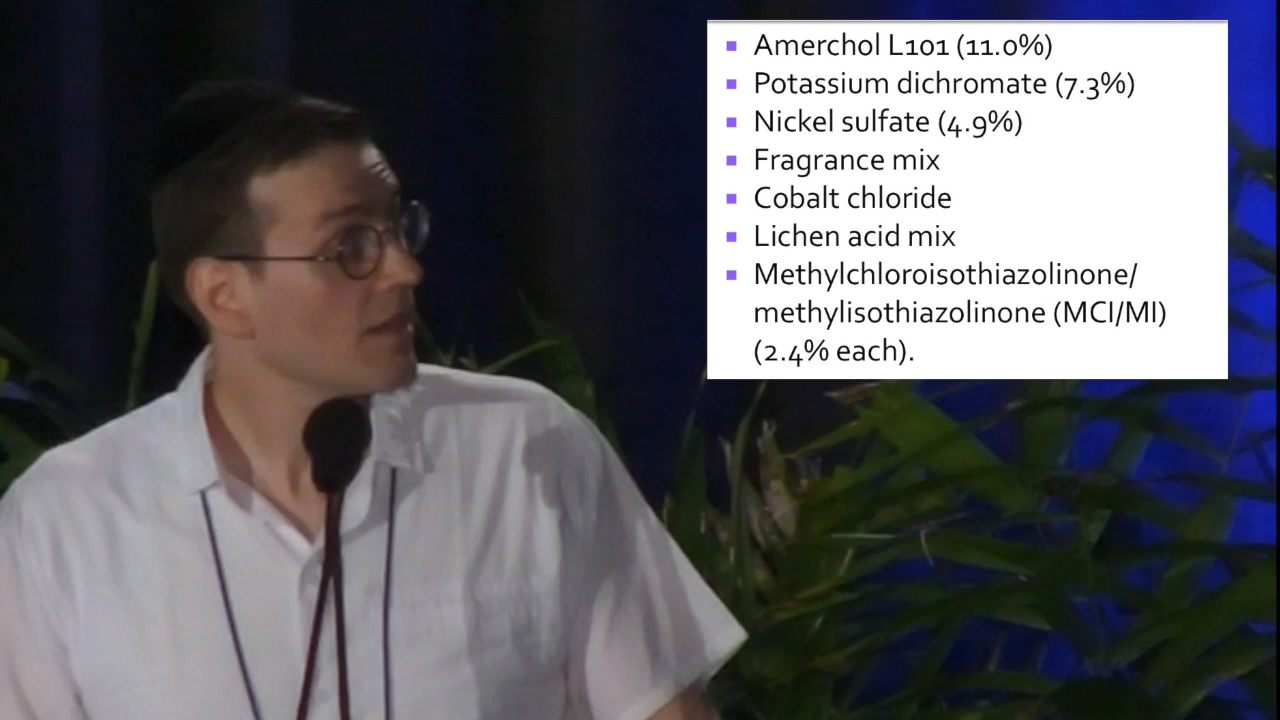 Amerchol L101 (11.0%)
Potassium dichromate (7.3%)
Nickel sulfate (4.9%)
Fragrance mix
Cobalt chloride
Lichen acid mix
Methylchloroisothiazolinone/
methylisothiazolinone (MCI/MI)
(2.4% each).